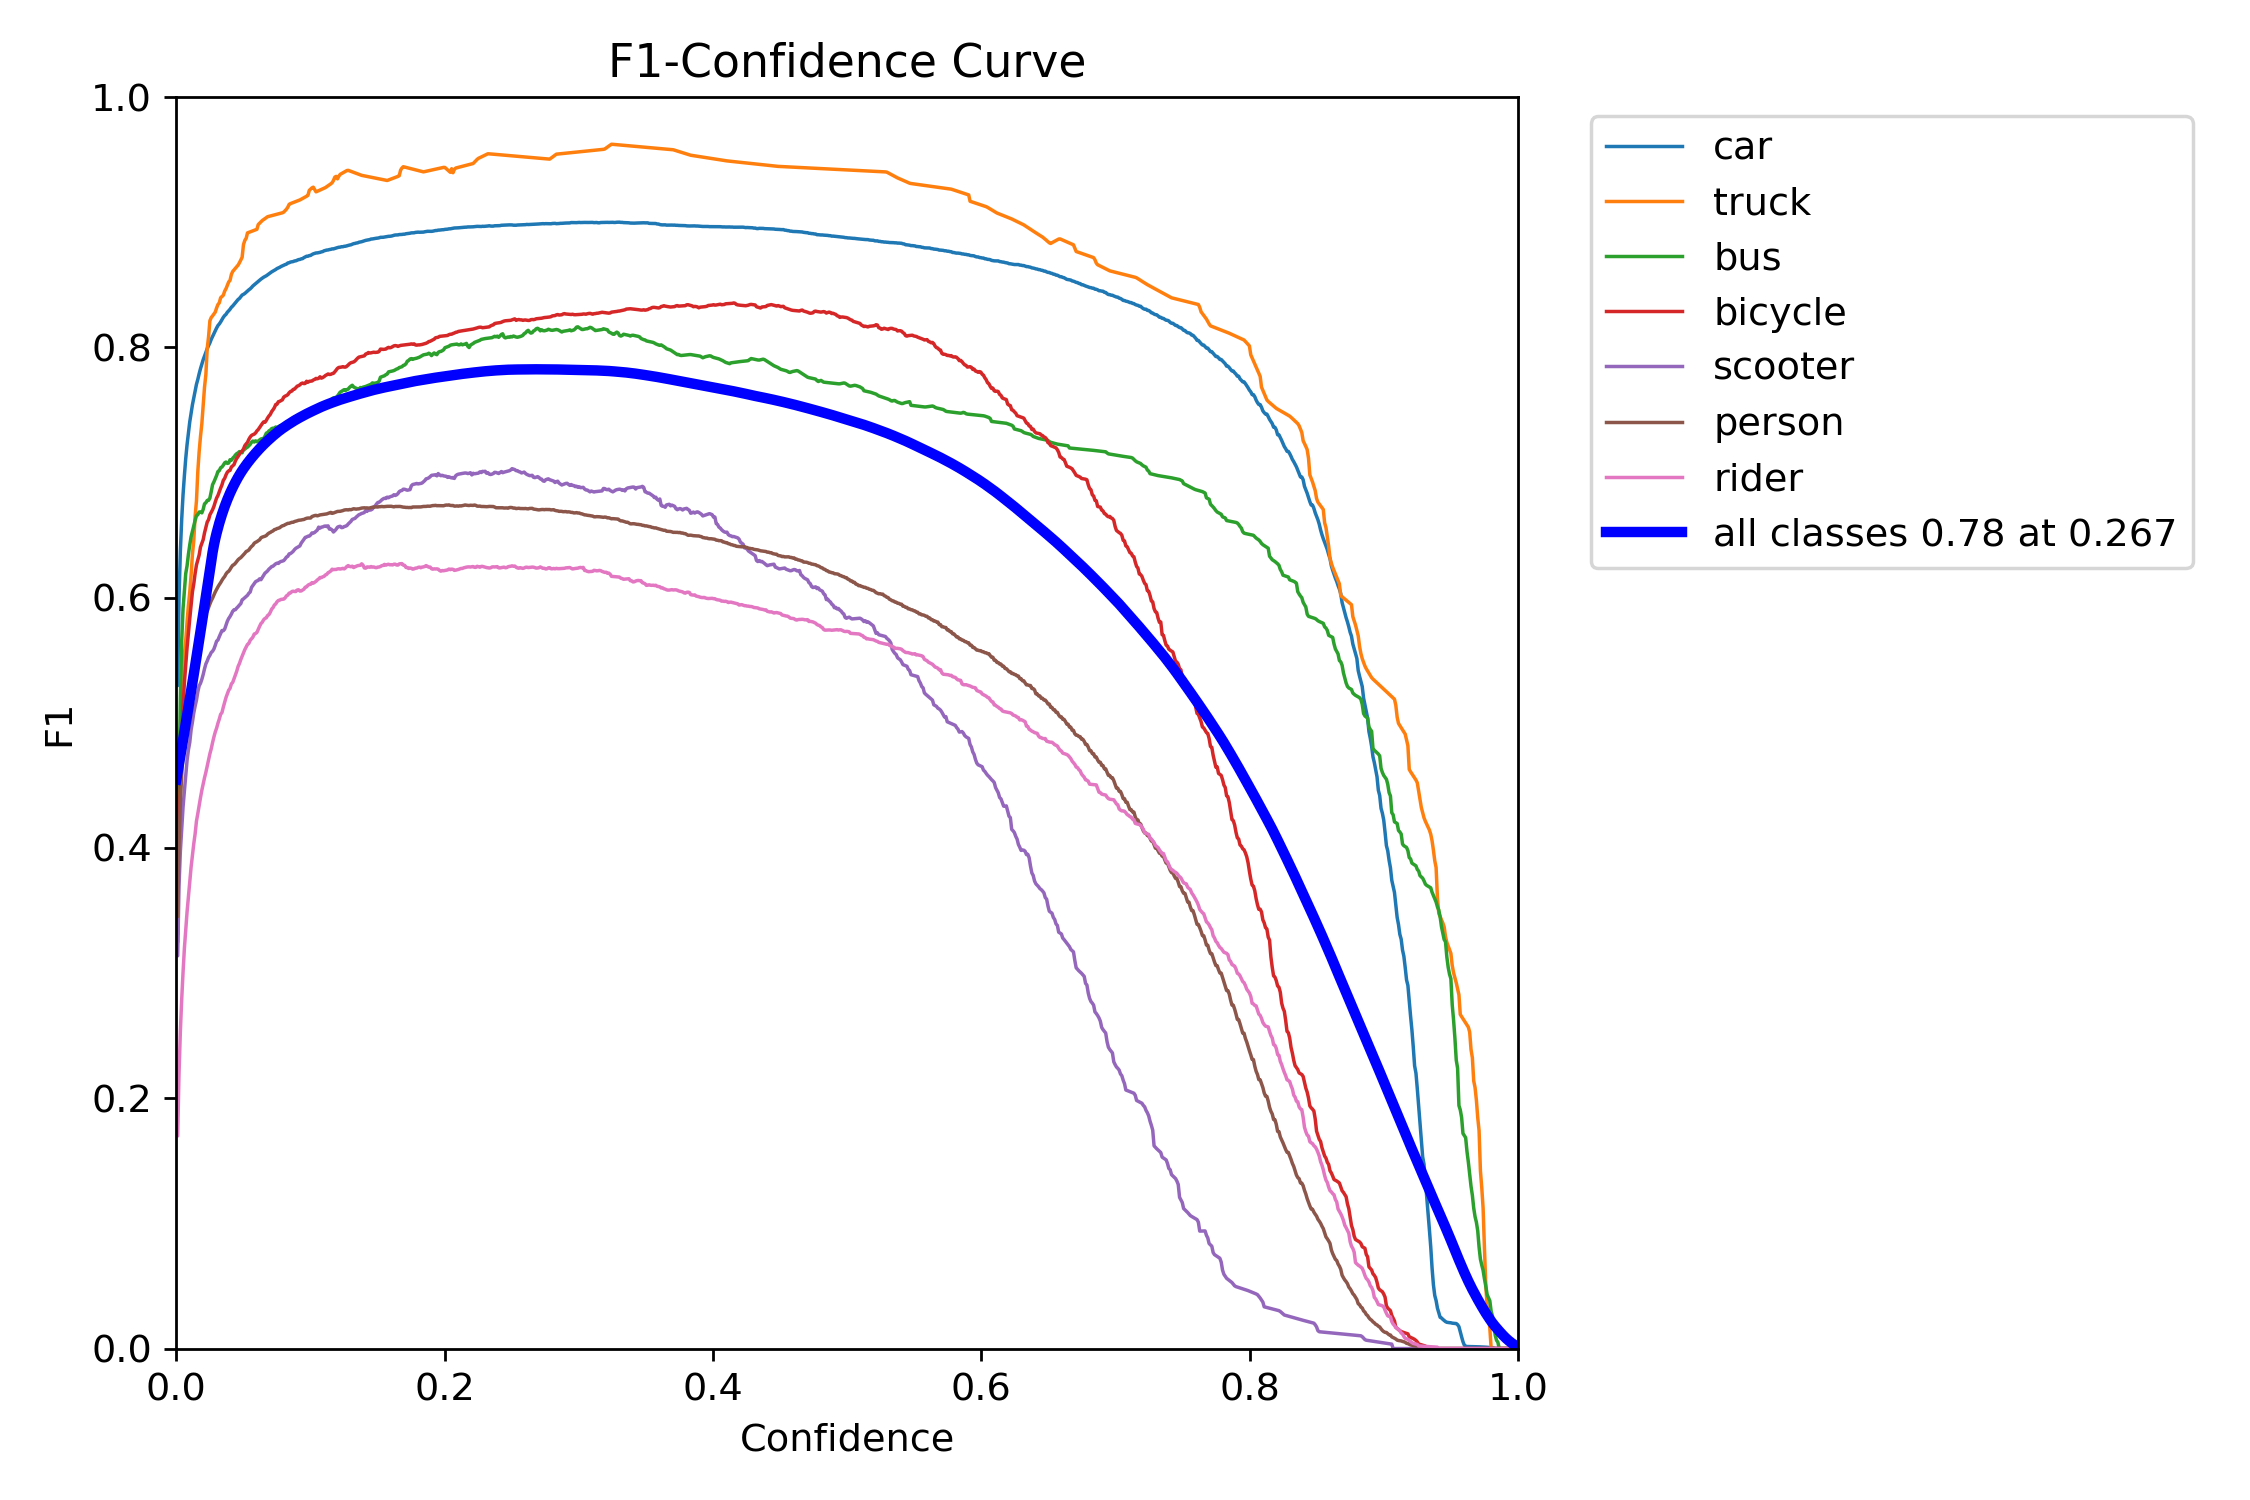 F1-Confidence Curve
1.0
0.8
0.6
0.4
0.2
0.0
F1
0.0 0.2 0.4 0.6 0.8 1.0
Confidence
car
truck
bus
bicycle
scooter
person
rider
all classes 0.78 at 0.267